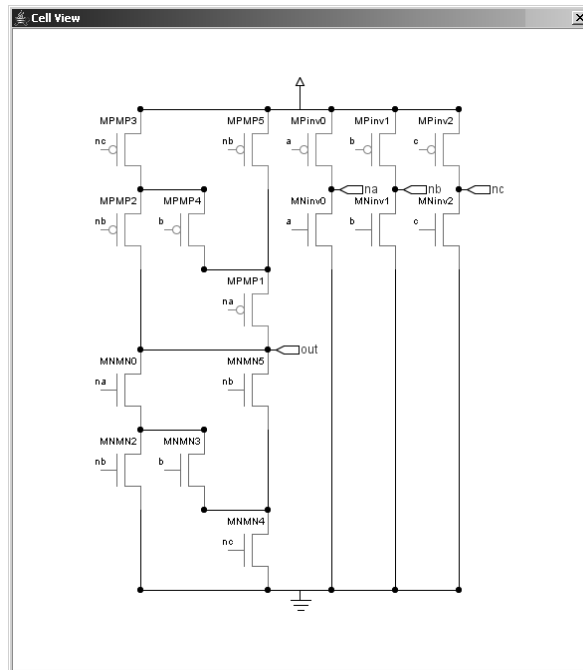 Cell View
MPMP3 MPMP5 MPinv0 MPinv1 MPinv2
nc nb a b c
na nb nc
MPMP2 MPMP4 MNinv0 MNinv1 MNinv2
nb b a b c
MPMP1
na
out
MNMN0 MNMN5
na nb
MNMN2 MNMN3
nb b
MNMN4
nc